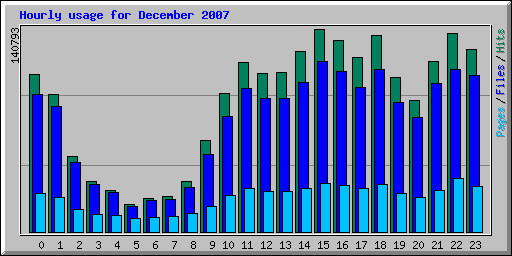 Hourly usage for December 2007
140793
Pages / Files / Hits
0 1 2 3 4 5 6 7 8 9 10 11 12 13 14 15 16 17 18 19 20 21 22 23